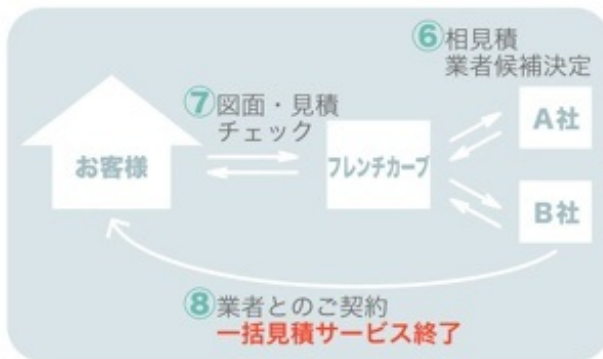 ⑥相見積
業者候補決定
⑦図面・見積
チェック
A社
お客様
フレンチカーブ
B社
⑧業者とのご契約
一括見積サービス終了